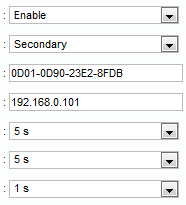 : Enable
: Secondary
: 0D01-0D90-23E2-8FDB
: 192.168.0.101
: 5 s
: 5 s
: 1 s